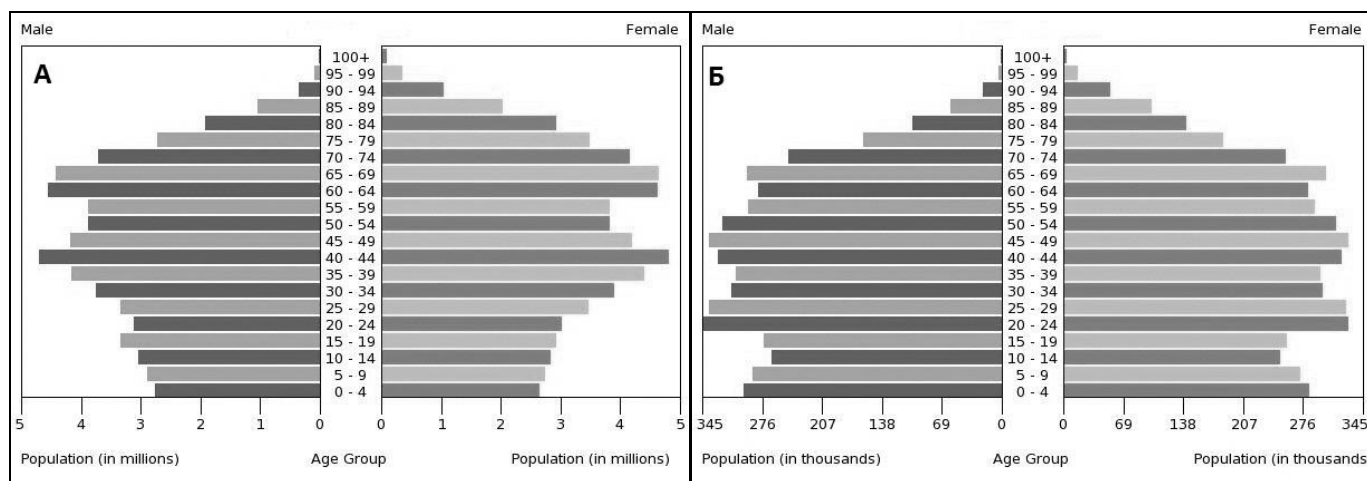 Male Female
А
100+
95 - 99
90 - 94
85 - 89
80 - 84
75 - 79
70 - 74
65 - 69
60 - 64
55 - 59
50 - 54
45 - 49
40 - 44
35 - 39
30 - 34
25 - 29
20 - 24
15 - 19
10 - 14
5 - 9
0 - 4
5 4 3 2 1 0 0 1 2 3 4 5
Population (in millions) Age Group Population (in millions)
Male Female
Б
100+
95 - 99
90 - 94
85 - 89
80 - 84
75 - 79
70 - 74
65 - 69
60 - 64
55 - 59
50 - 54
45 - 49
40 - 44
35 - 39
30 - 34
25 - 29
20 - 24
15 - 19
10 - 14
5 - 9
0 - 4
345 276 207 138 69 0 0 69 138 207 276 345
Population (in thousands) Age Group Population (in thousands)